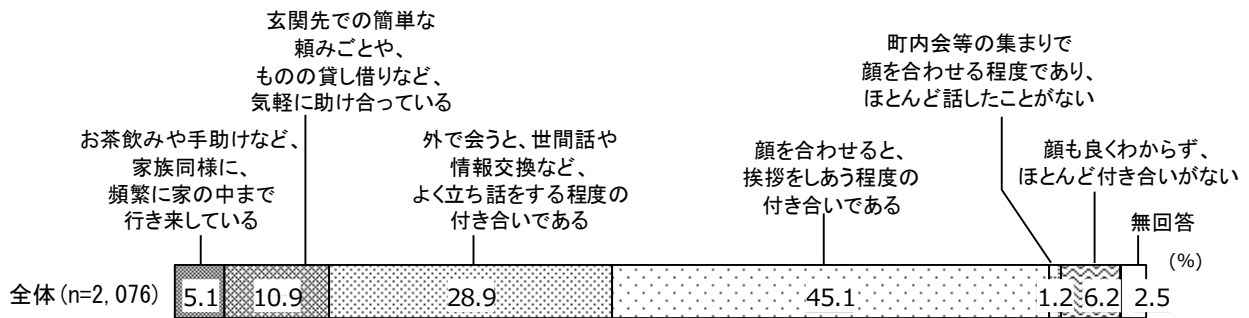 玄関先での簡単な
頼みごとや、
ものの貸し借りなど、
気軽に助け合っている
町内会等の集まりで
顔を合わせる程度であり、
ほとんど話したことがない
お茶飲みや手助けなど、
家族同様に、
頻繁に家の中まで
行き来している
外で会うと、世間話や
情報交換など、
よく立ち話をする程度の
付き合いである
顔を合わせると、
挨拶をしあう程度の
付き合いである
顔も良くわからず、
ほとんど付き合いがない
無回答
(%)
全体(n=2,076) 5.1 10.9 28.9 45.1 1.2 6.2 2.5